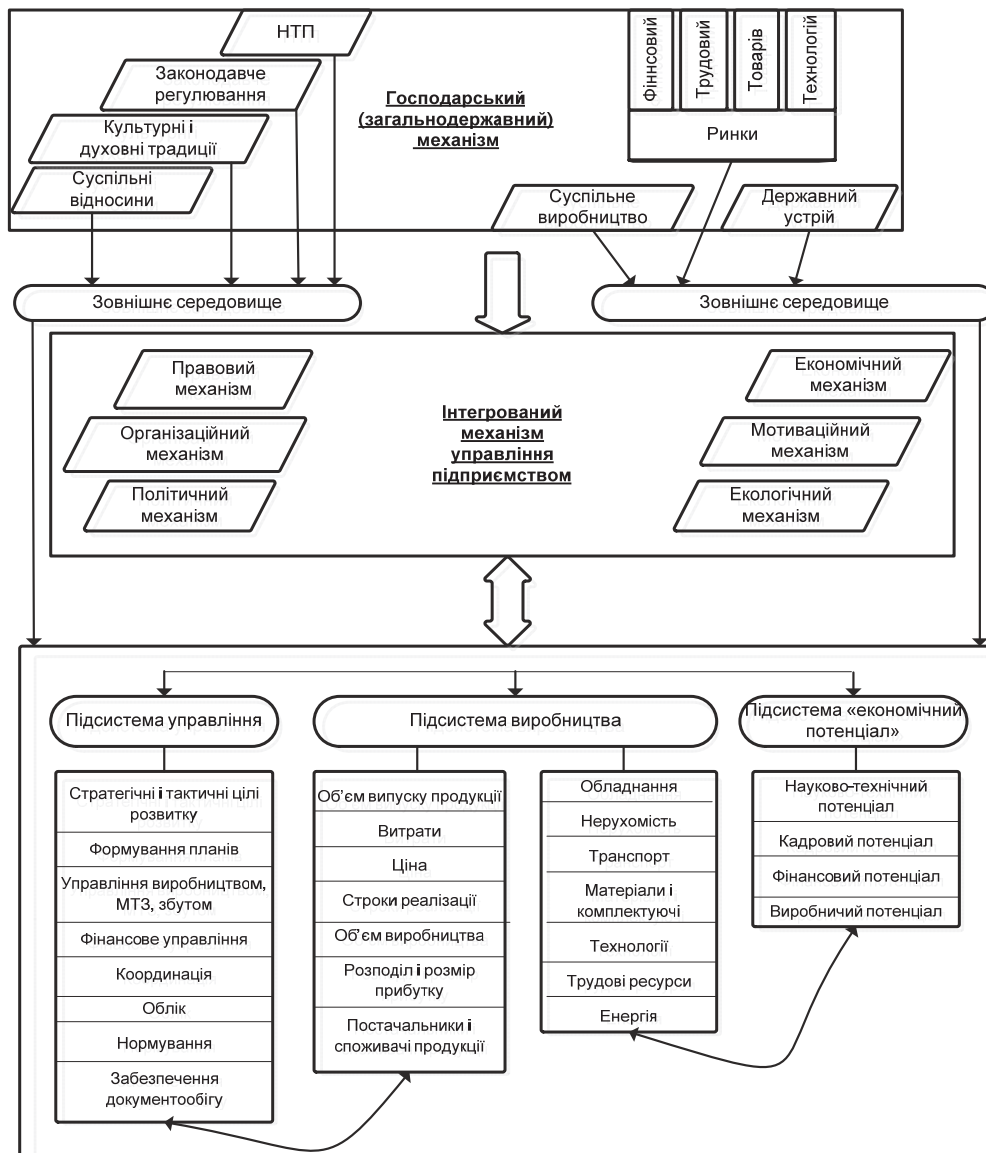 НТП
Законодавче
регулювання
Культурні і
духовні традиції
Суспільні
відносини
Господарський
(загальнодержавний)
механізм
Фіннсовий
Трудовий
Товарів
Технологій
Ринки
Суспільне
виробництво
Державний
устрій
Зовнішнє середовище
Зовнішнє середовище
Правовий
механізм
Організаційний
механізм
Політичний
механізм
Інтегрований
механізм
управління
підприємством
Економічний
механізм
Мотиваційний
механізм
Екологічний
механізм
Підсистема управління
Підсистема виробництва
Підсистема «економічний
потенціал»
Стратегічні і тактичні цілі
розвитку
Формування планів
Управління виробництвом,
МТЗ, збутом
Фінансове управління
Координація
Облік
Нормування
Забезпечення
документообігу
Об’єм випуску продукції
Витрати
Ціна
Строки реалізації
Об’єм виробництва
Розподіл і розмір
прибутку
Постачальники і
споживачі продукції
Обладнання
Нерухомість
Транспорт
Матеріали і
комплектуючі
Технології
Трудові ресурси
Енергія
Науково-технічний
потенціал
Кадровий потенціал
Фінансовий потенціал
Виробничий потенціал